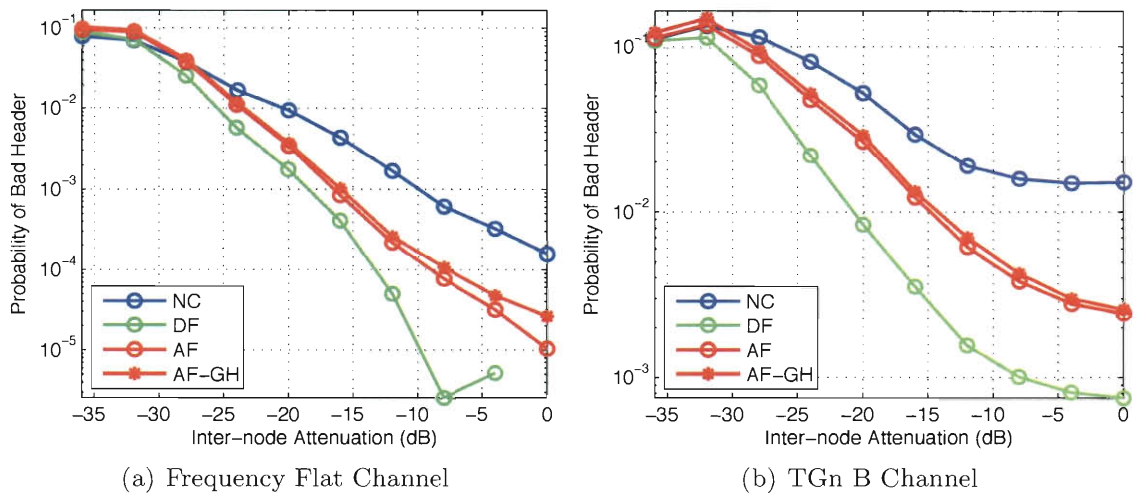 Probability of Bad Header
10⁻¹
10⁻²
10⁻³
10⁻⁴
10⁻⁵
NC
DF
AF
AF-GH
−35 −30 −25 −20 −15 −10 −5 0
Inter-node Attenuation (dB)
(a) Frequency Flat Channel
Probability of Bad Header
10⁻¹
10⁻²
10⁻³
NC
DF
AF
AF-GH
−35 −30 −25 −20 −15 −10 −5 0
Inter-node Attenuation (dB)
(b) TGn B Channel